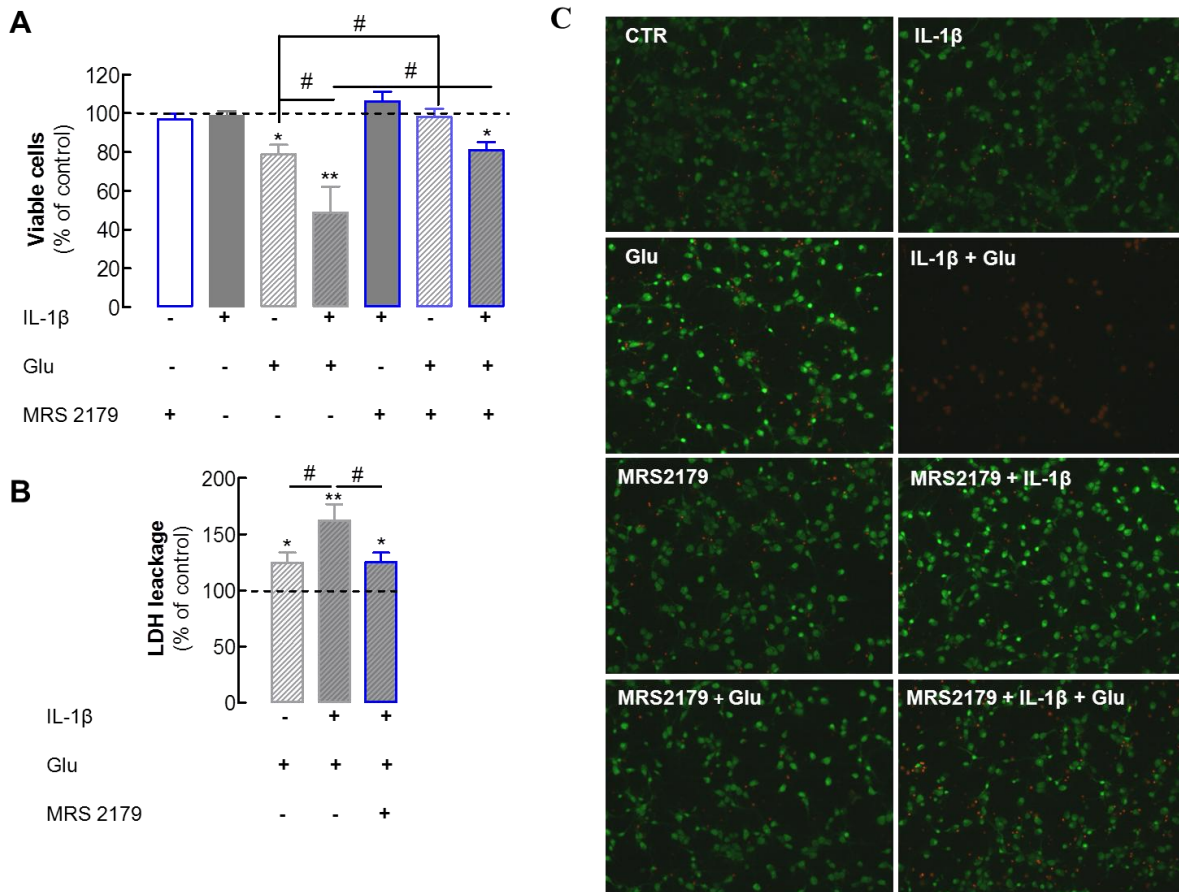 A
#
#
#
120
100
80
60
40
20
0
Viable cells
(% of control)
*
**
*
IL-1β - + - + + - +
Glu - - + + - + +
MRS 2179 + - - - + + +
B
#
#
200
150
100
50
0
LDH leackage
(% of control)
*
**
*
IL-1β - + +
Glu + + +
MRS 2179 - - +
C
CTR
IL-1β
Glu
IL-1β + Glu
MRS2179
MRS2179 + IL-1β
MRS2179 + Glu
MRS2179 + IL-1β + Glu